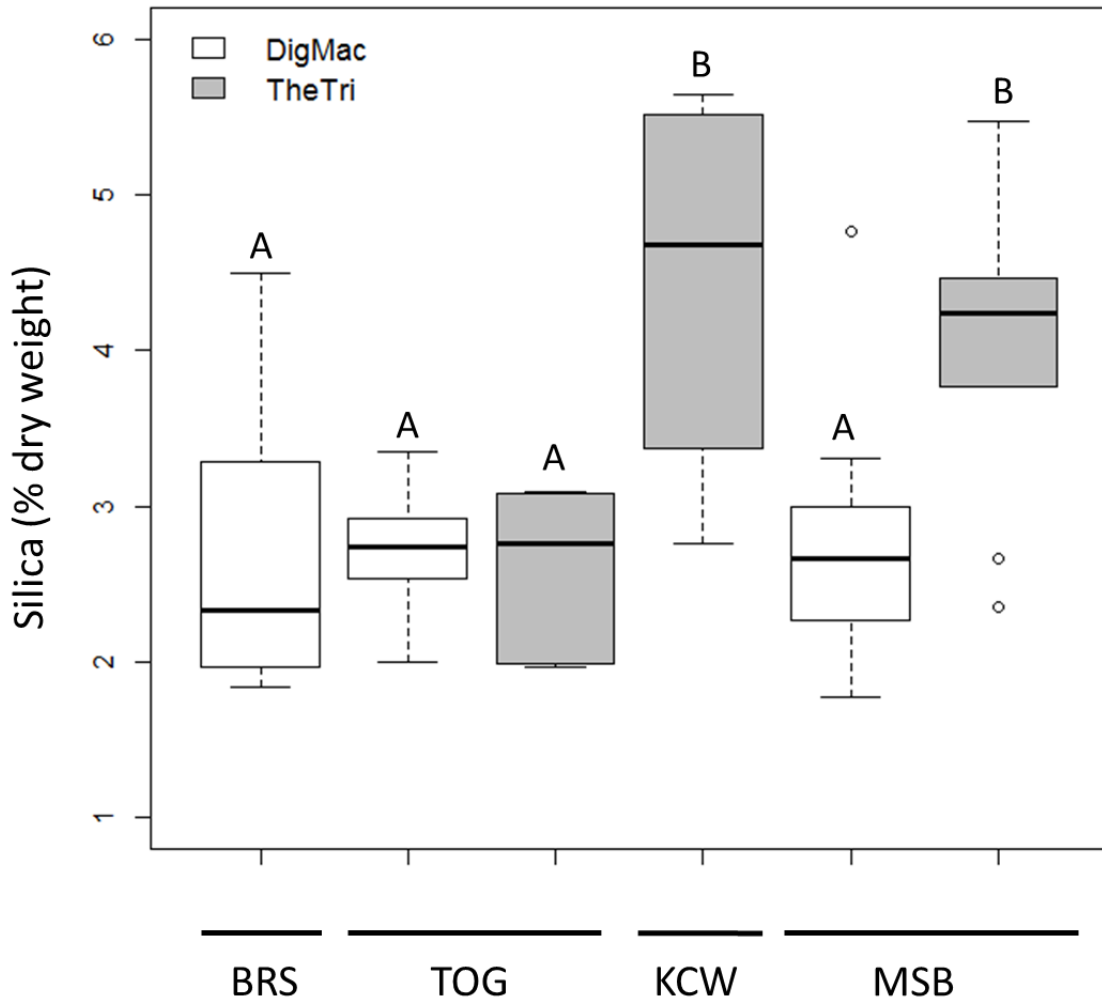 DigMac
TheTri
Silica (% dry weight)
6
5
4
3
2
1
A
A
A
B
A
B
BRS TOG KCW MSB